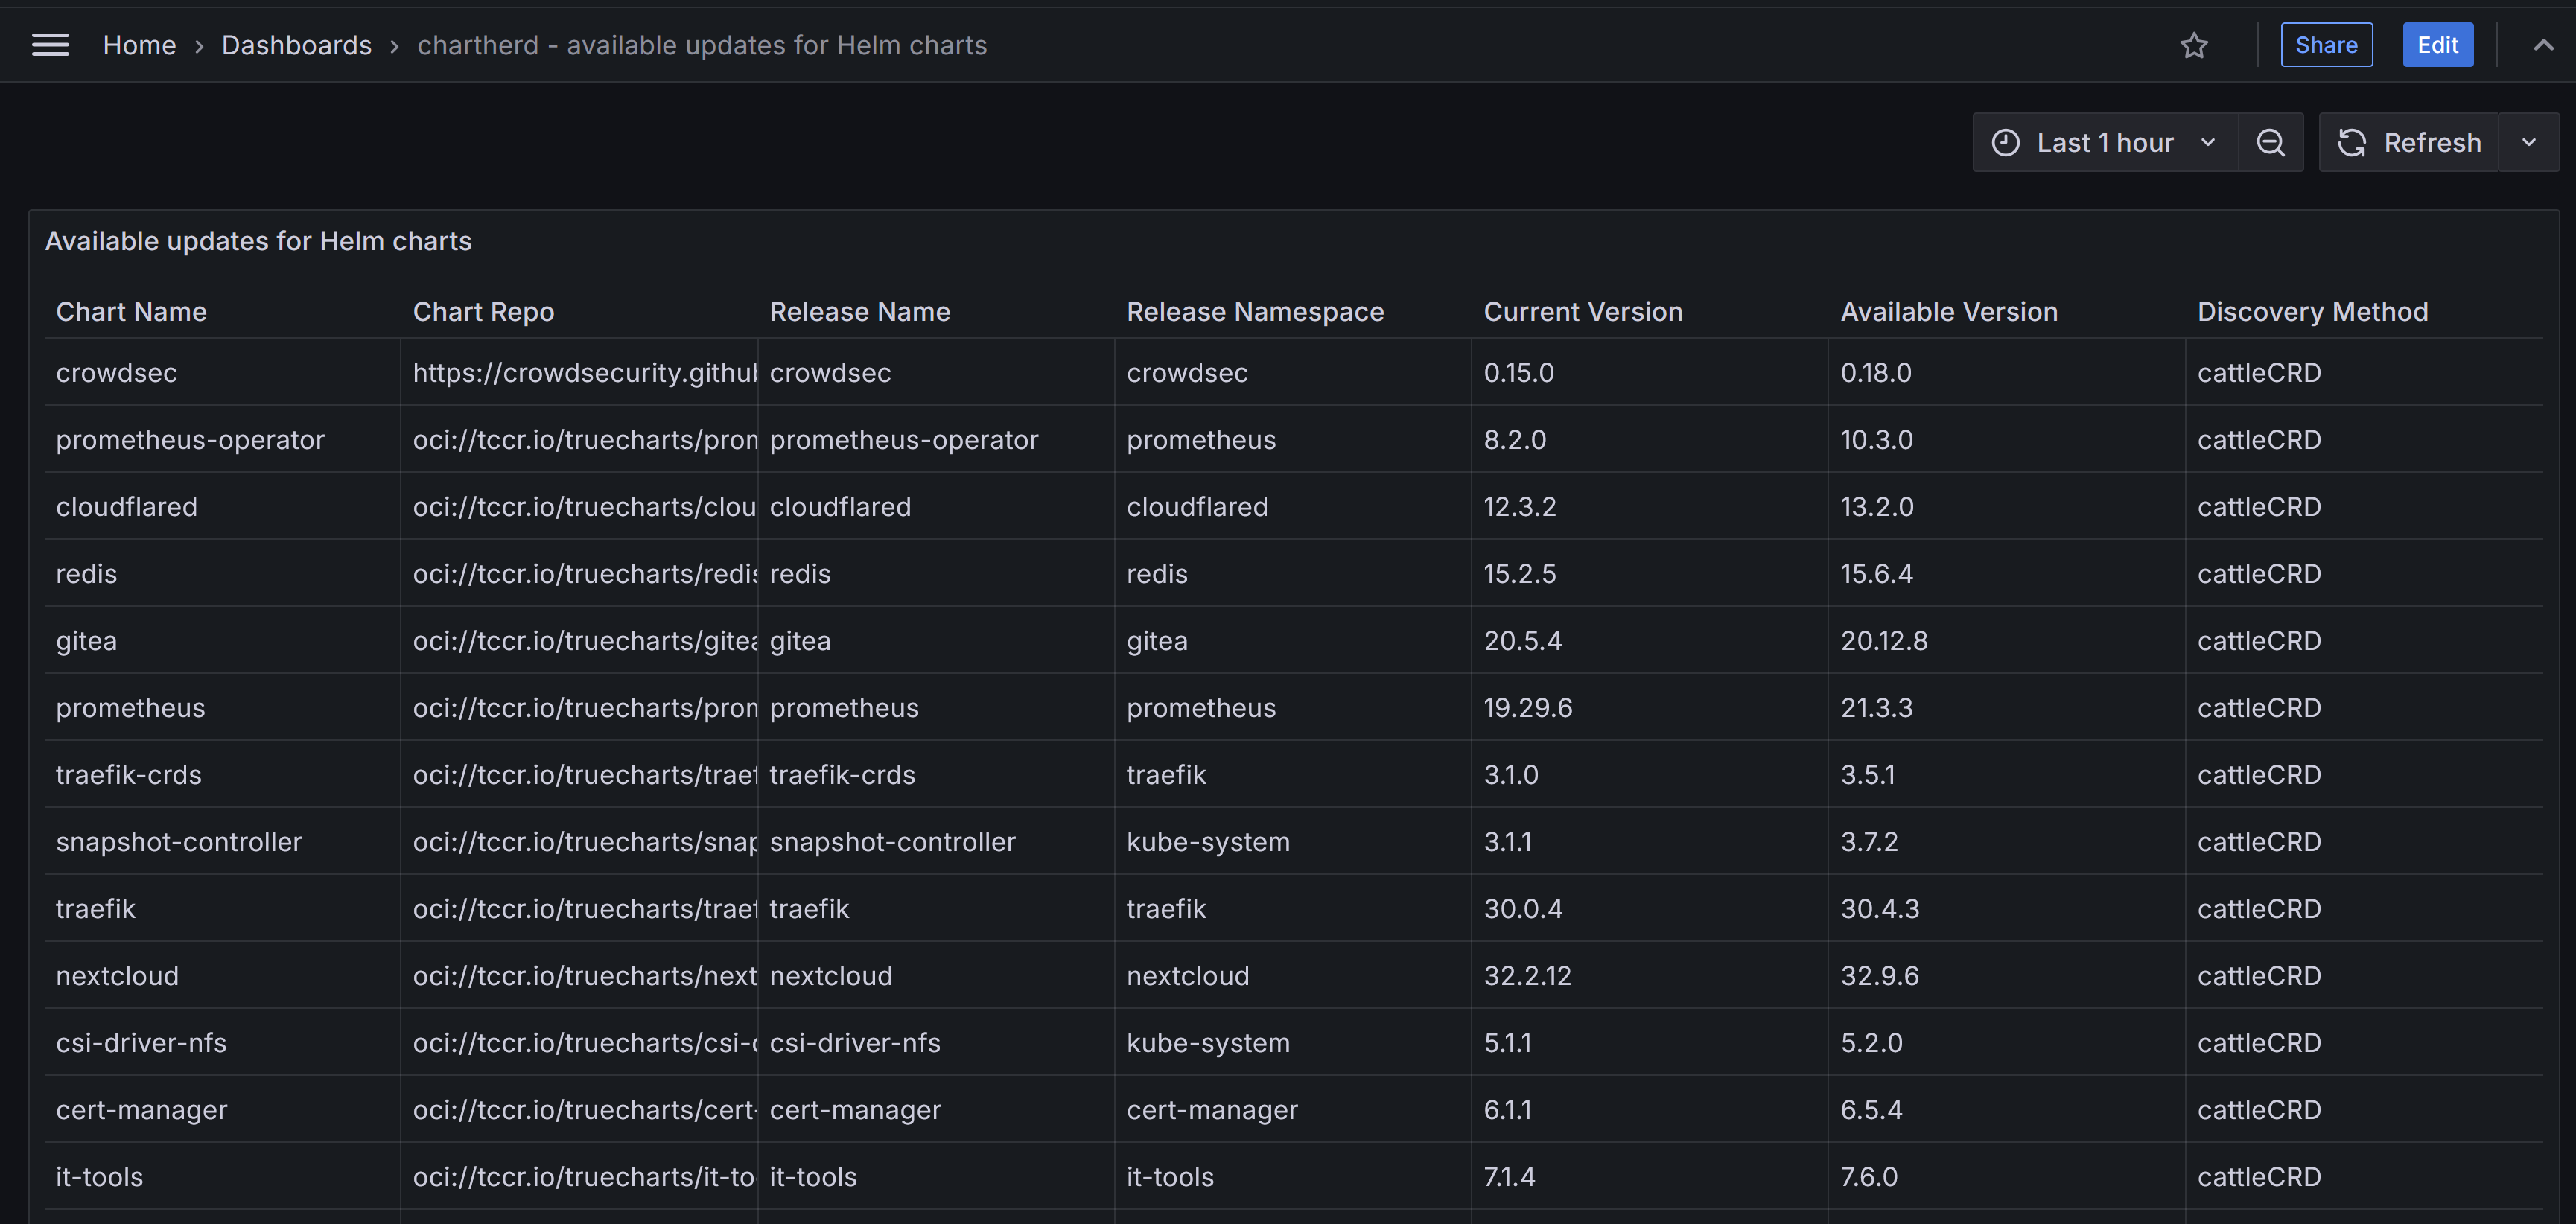 Home › Dashboards › chartherd - available updates for Helm charts Share Edit
Last 1 hour Refresh
Available updates for Helm charts
Chart Name Chart Repo Release Name Release Namespace Current Version Available Version Discovery Method
crowdsec https://crowdsecurity.github crowdsec crowdsec 0.15.0 0.18.0 cattleCRD
prometheus-operator oci://tccr.io/truecharts/prom prometheus-operator prometheus 8.2.0 10.3.0 cattleCRD
cloudflared oci://tccr.io/truecharts/clou cloudflared cloudflared 12.3.2 13.2.0 cattleCRD
redis oci://tccr.io/truecharts/redis redis redis 15.2.5 15.6.4 cattleCRD
gitea oci://tccr.io/truecharts/gitea gitea gitea 20.5.4 20.12.8 cattleCRD
prometheus oci://tccr.io/truecharts/prom prometheus prometheus 19.29.6 21.3.3 cattleCRD
traefik-crds oci://tccr.io/truecharts/traef traefik-crds traefik 3.1.0 3.5.1 cattleCRD
snapshot-controller oci://tccr.io/truecharts/snap snapshot-controller kube-system 3.1.1 3.7.2 cattleCRD
traefik oci://tccr.io/truecharts/traef traefik traefik 30.0.4 30.4.3 cattleCRD
nextcloud oci://tccr.io/truecharts/next nextcloud nextcloud 32.2.12 32.9.6 cattleCRD
csi-driver-nfs oci://tccr.io/truecharts/csi-d csi-driver-nfs kube-system 5.1.1 5.2.0 cattleCRD
cert-manager oci://tccr.io/truecharts/cert- cert-manager cert-manager 6.1.1 6.5.4 cattleCRD
it-tools oci://tccr.io/truecharts/it-too it-tools it-tools 7.1.4 7.6.0 cattleCRD